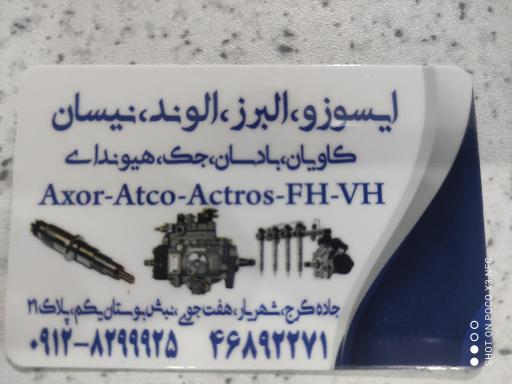 ایسوزو،البرز،الوند،نیسان
کاویان،بادسان،جک،هیوندای
Axor-Atco-Actros-FH-VH
جاده کرج،شهریار،هفت جوی،نبش بوستان یکم،پلاک ۲۱
۰۹۱۲-۸۲۹۹۹۲۵ ۴۶۸۹۲۲۷۱
SHOT ON POCO X3 NFC